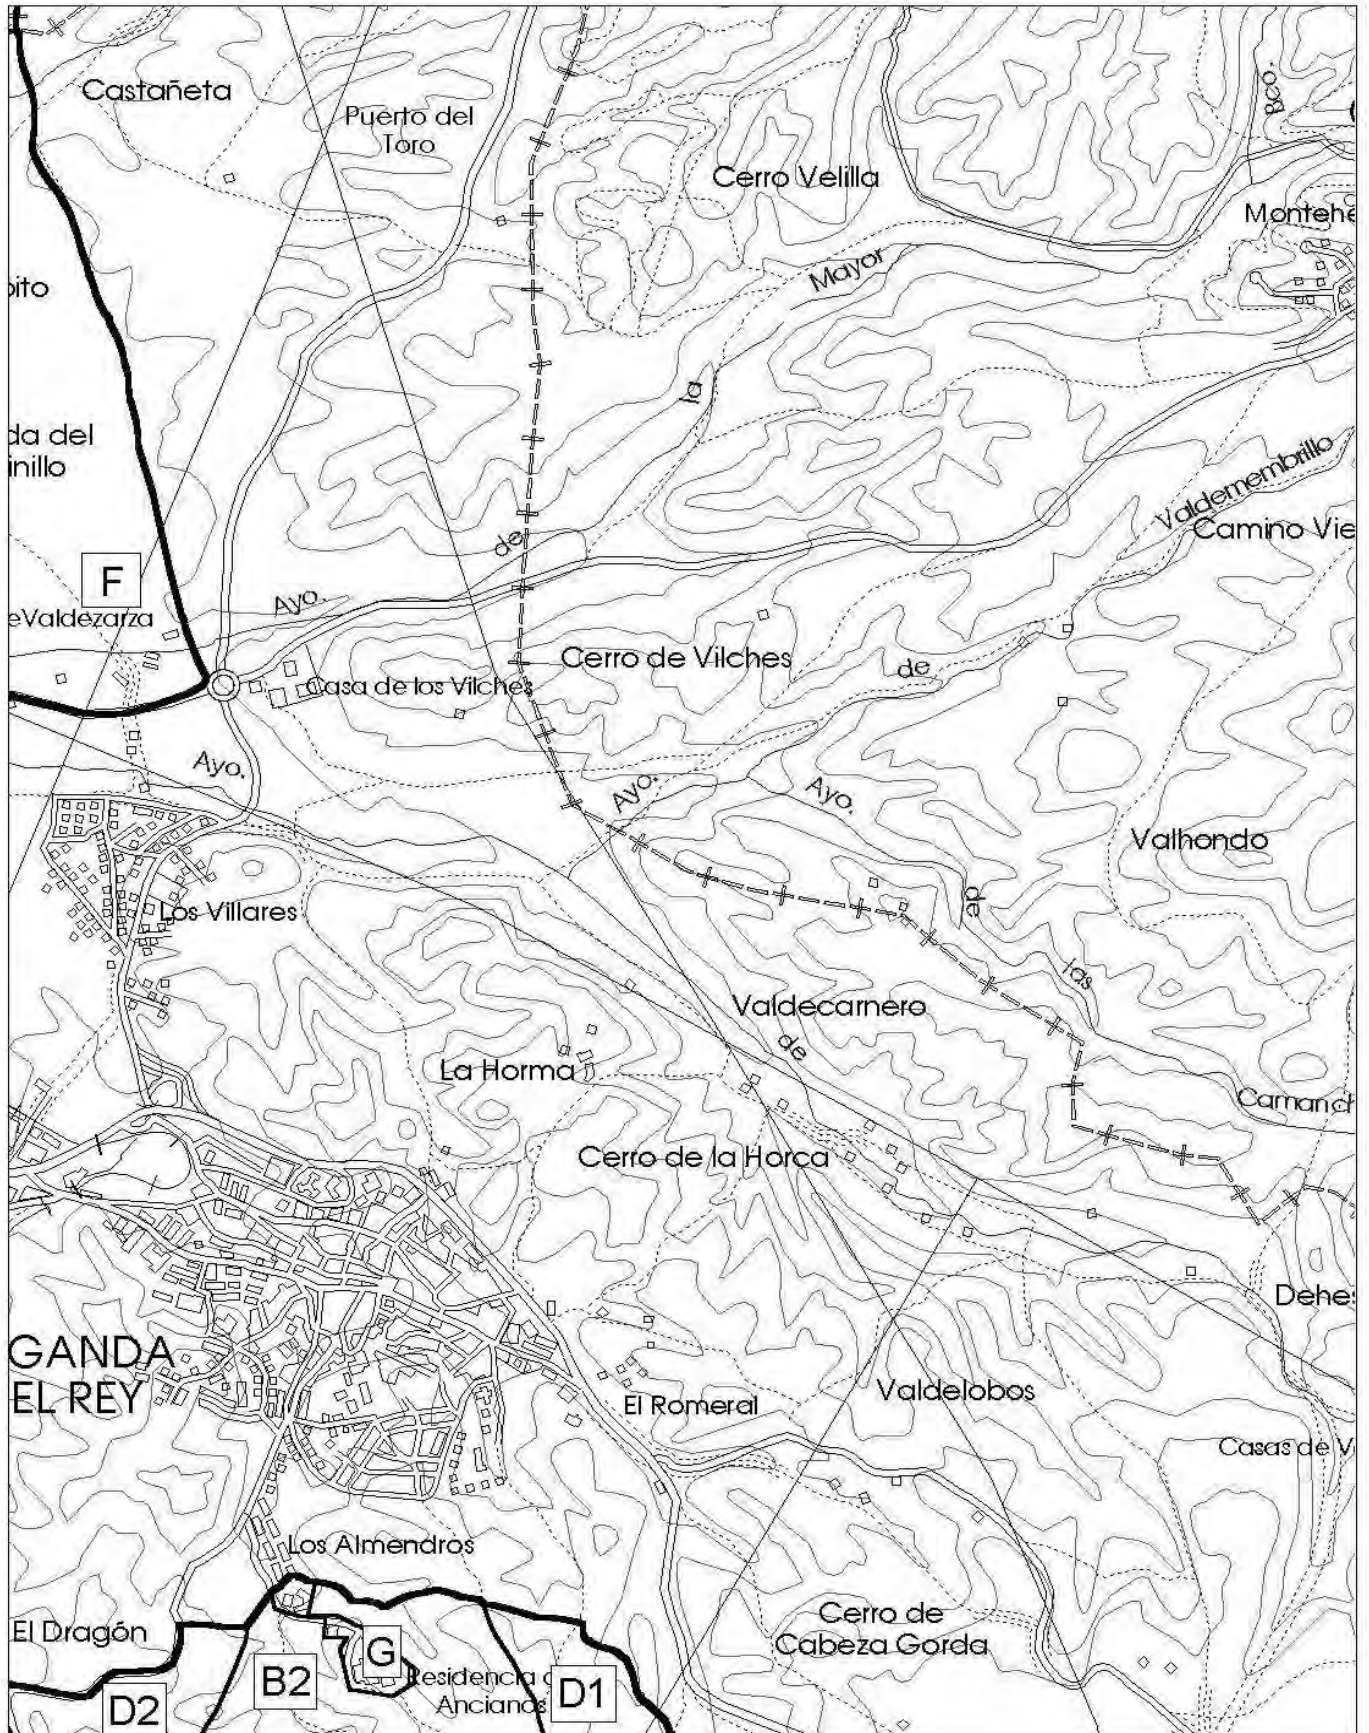 Castañeta
Puerto del
Toro
Bco.
Cerro Velilla
Montehe
Mayor
oito
la
da del
inillo
Valdemembrillo
Camino Vie
de
F
Ayo.
eValdezarza
Cerro de Vilches
de
Casa de los Vilches
Ayo.
Ayo.
Ayo.
Valhondo
de
Los Villares
las
Valdecarnero
de
La Horma
Camanch
Cerro de la Horca
Dehes
GANDA
EL REY
Valdelobos
El Romeral
Casas de V
Los Almendros
El Dragón
Cerro de
Cabeza Gorda
G
B2
Residencia
Ancianos
D1
D2